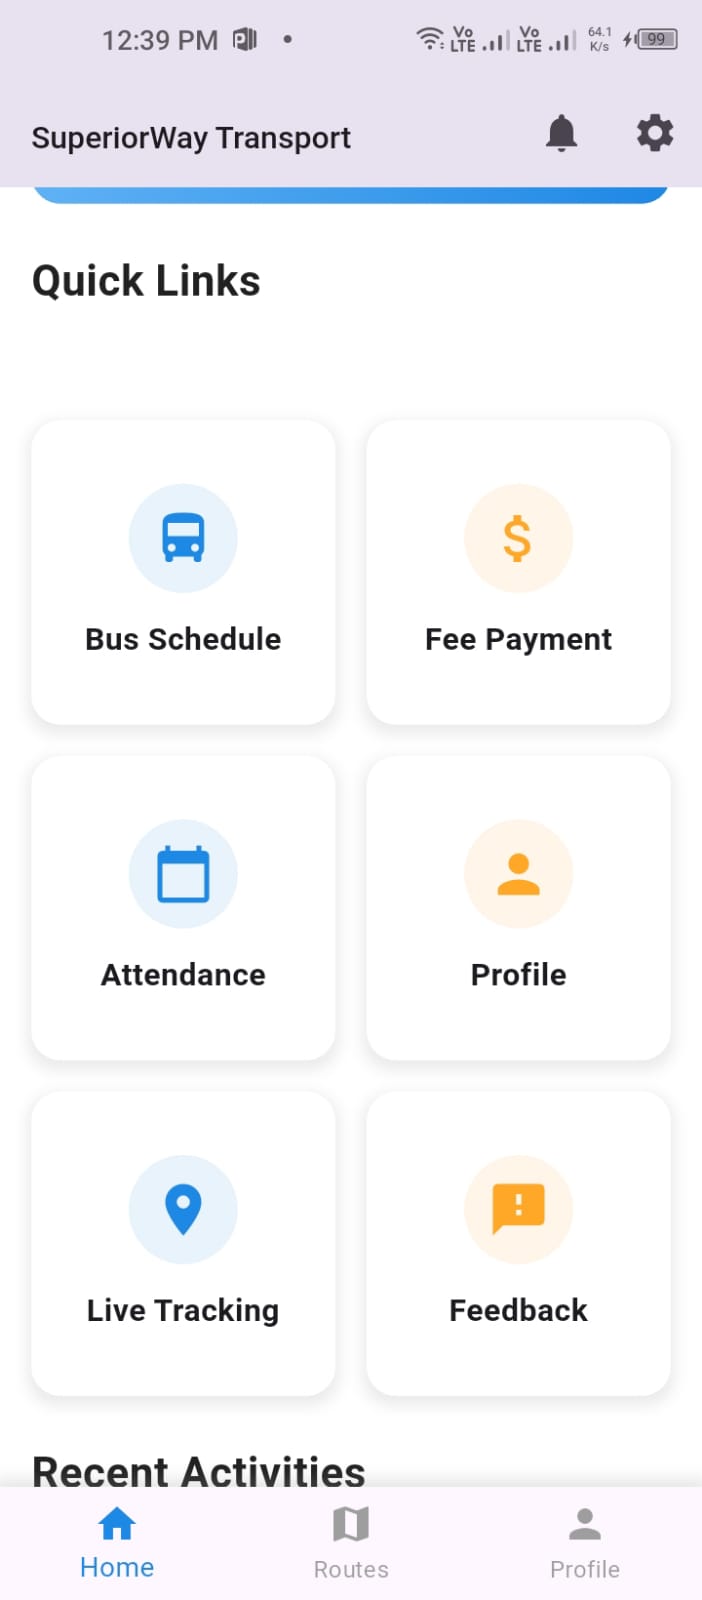 12:39 PM
Vo LTE
Vo LTE
64.1 K/s
99
SuperiorWay Transport
Quick Links
Bus Schedule
$
Fee Payment
Attendance
Profile
Live Tracking
Feedback
Recent Activities
Home
Routes
Profile